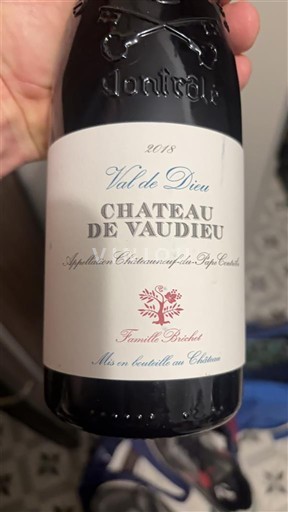 Contrôlé
2018
Val de Dieu
CHATEAU
DE VAUDIEU
Appellation Châteauneuf-du-Pape Contrôlée
Famille Bréchet
Mis en bouteille au Château